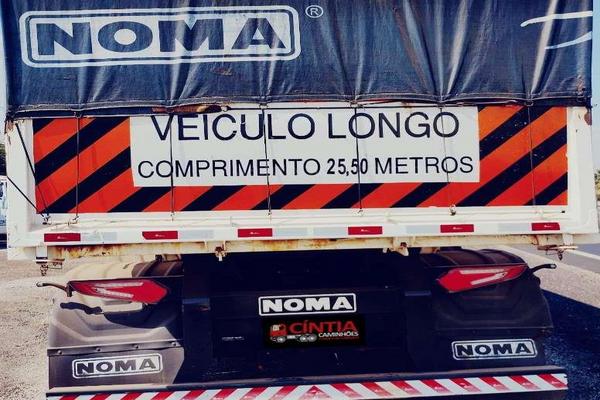 NOMA®
VEICULO LONGO
COMPRIMENTO 25,50 METROS
NOMA
CÍNTIA
CAMINHÕES
NOMA
NOMA